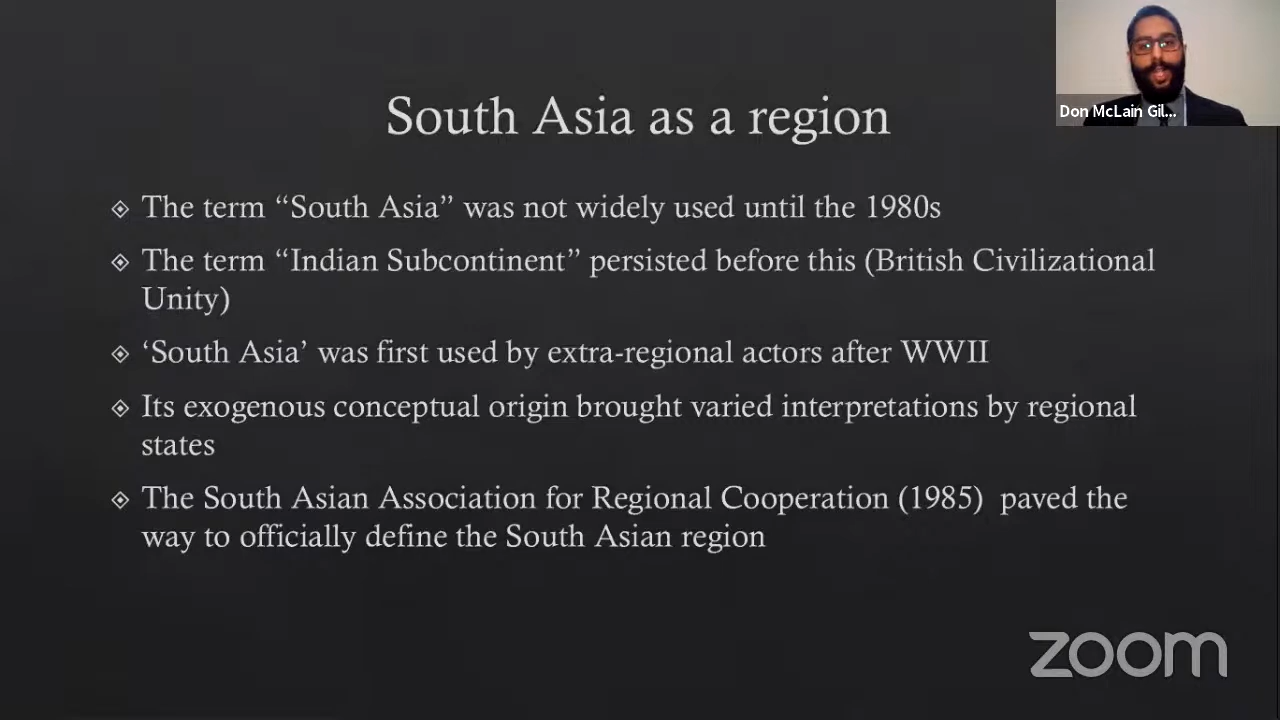 Don McLain Gil...
South Asia as a region
The term “South Asia” was not widely used until the 1980s
The term “Indian Subcontinent” persisted before this (British Civilizational
Unity)
‘South Asia’ was first used by extra-regional actors after WWII
Its exogenous conceptual origin brought varied interpretations by regional
states
The South Asian Association for Regional Cooperation (1985)  paved the
way to officially define the South Asian region
zoom